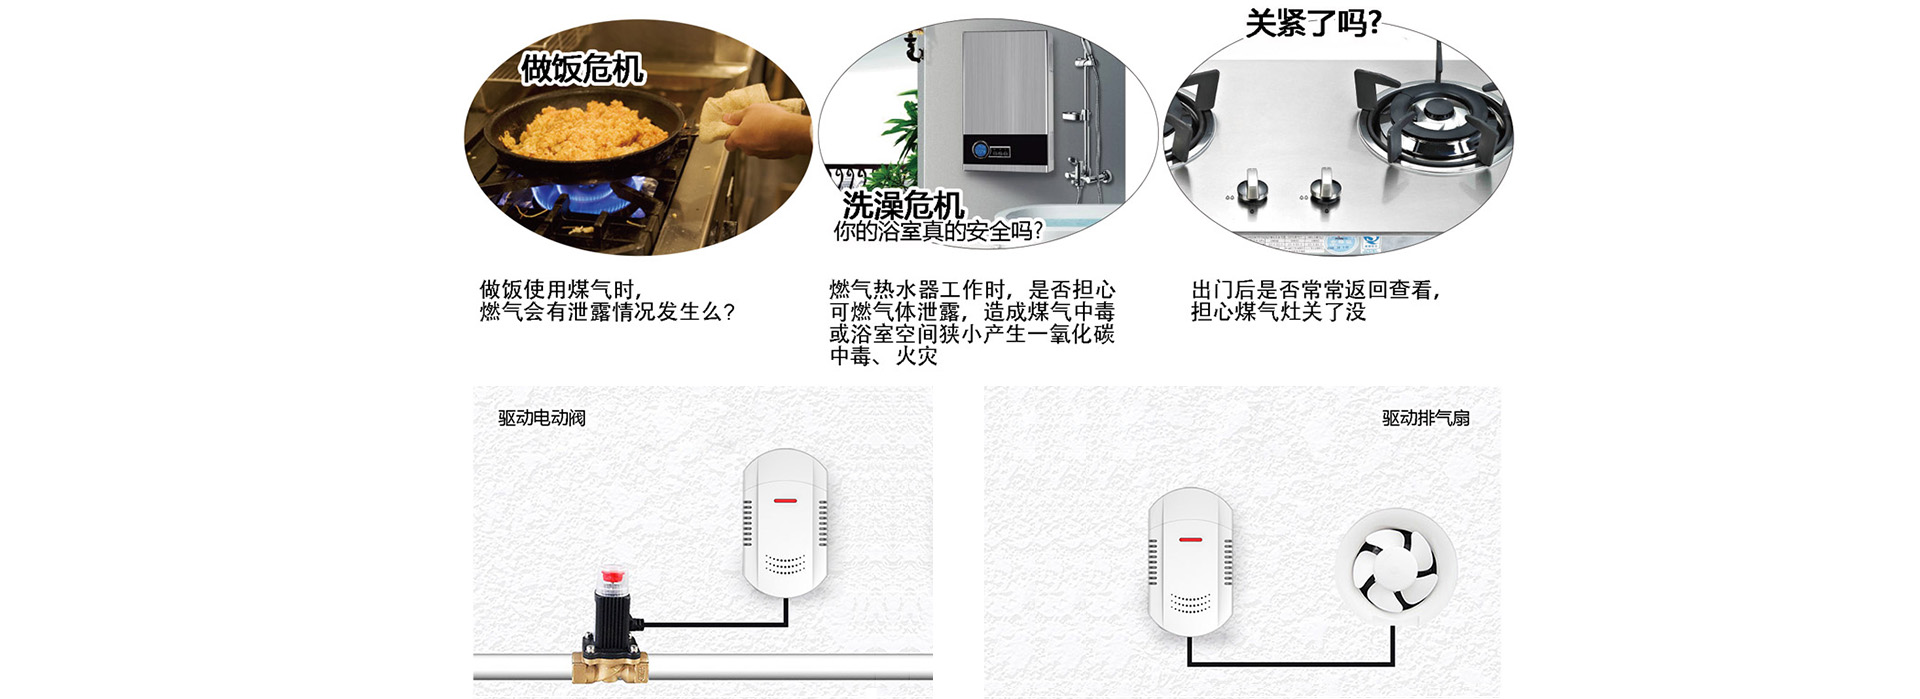 做饭危机
洗澡危机
你的浴室真的安全吗?
关紧了吗?
做饭使用煤气时,
燃气会有泄露情况发生么?
燃气热水器工作时, 是否担心
可燃气体泄露, 造成煤气中毒
或浴室空间狭小产生一氧化碳
中毒、火灾
出门后是否常常返回查看,
担心煤气灶关了没
驱动电动阀
驱动排气扇